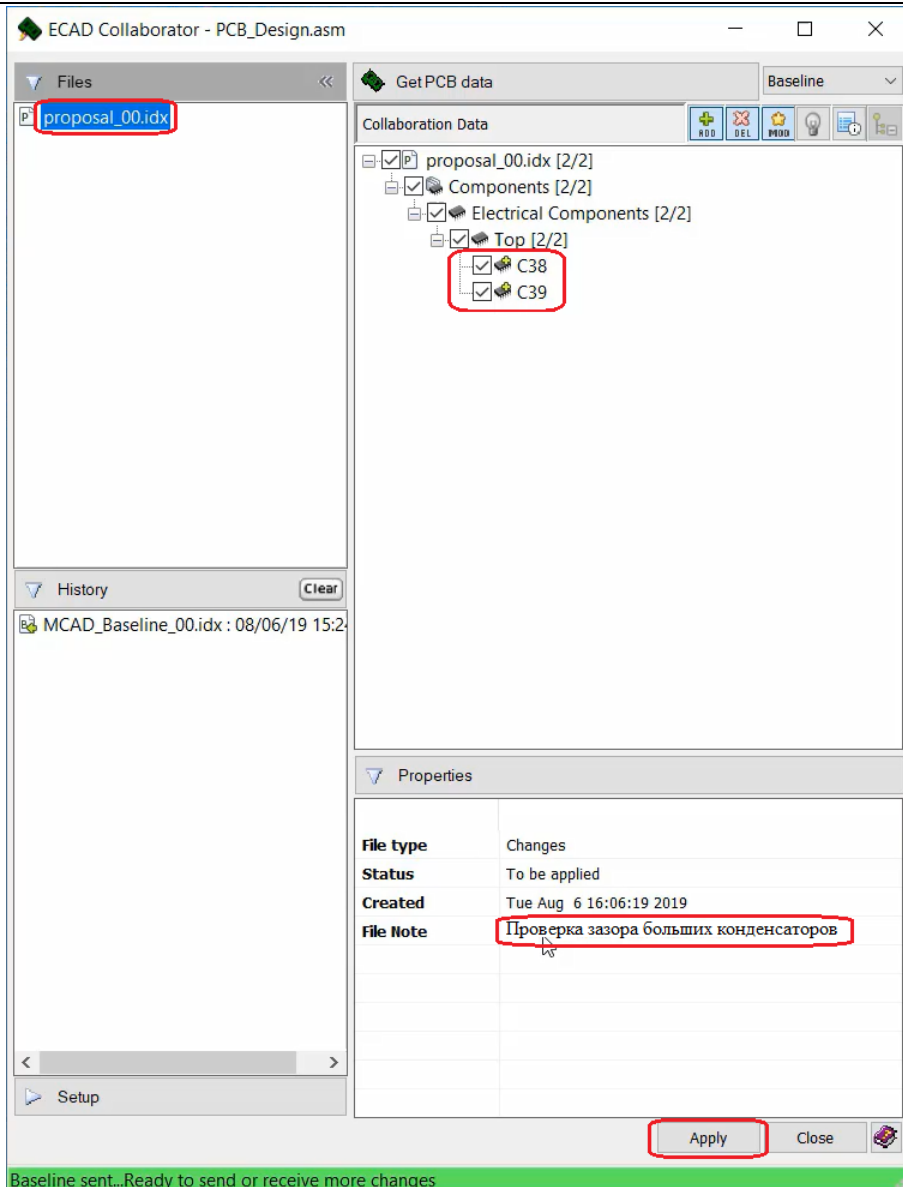 ECAD Collaborator - PCB_Design.asm
Files
proposal_00.idx
Get PCB data
Baseline
Collaboration Data
ADD
DEL
MOD
proposal_00.idx [2/2]
Components [2/2]
Electrical Components [2/2]
Top [2/2]
C38
C39
History
Clear
MCAD_Baseline_00.idx : 08/06/19 15:24
Properties
File type Changes
Status To be applied
Created Tue Aug 6 16:06:19 2019
File Note Проверка зазора больших конденсаторов
Setup
Apply
Close
Baseline sent...Ready to send or receive more changes